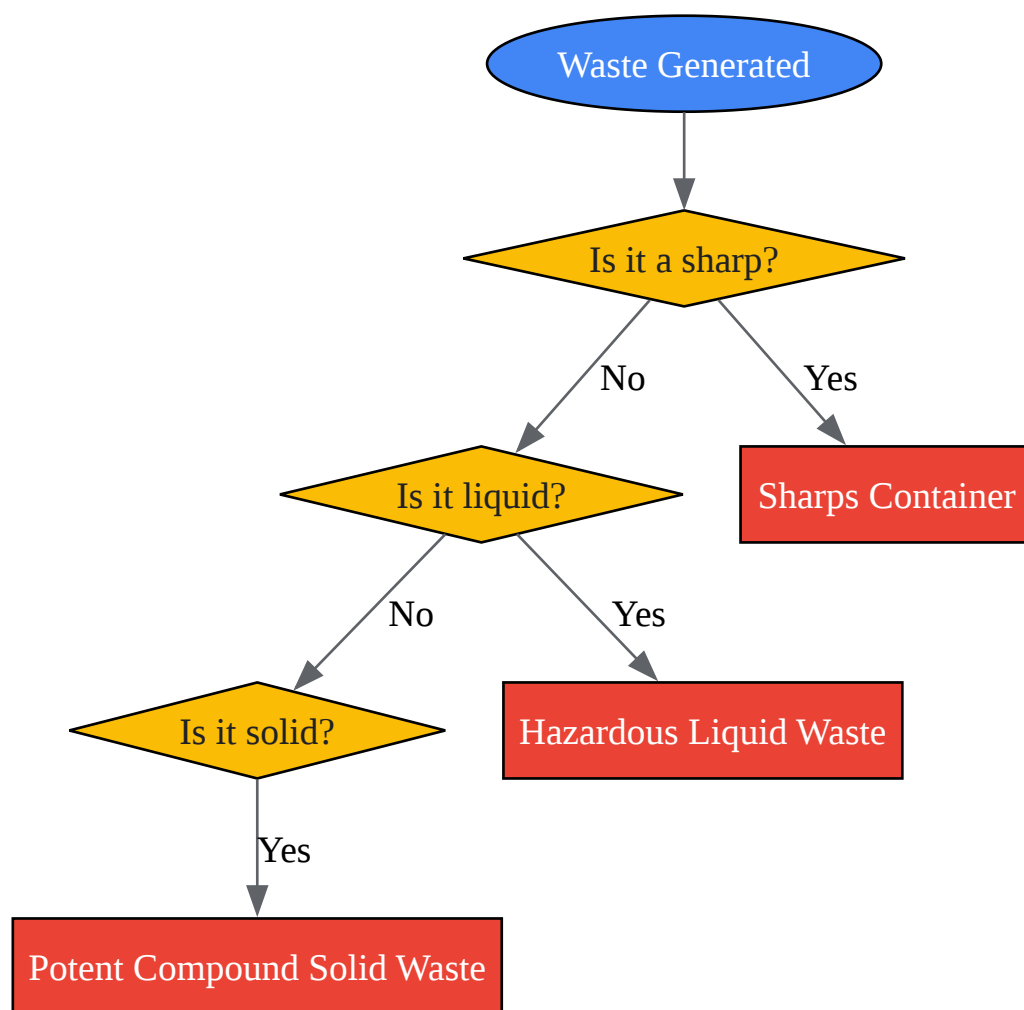 Waste Generated
Is it a sharp?
No
Yes
Is it liquid?
Sharps Container
No
Yes
Is it solid?
Hazardous Liquid Waste
Yes
Potent Compound Solid Waste